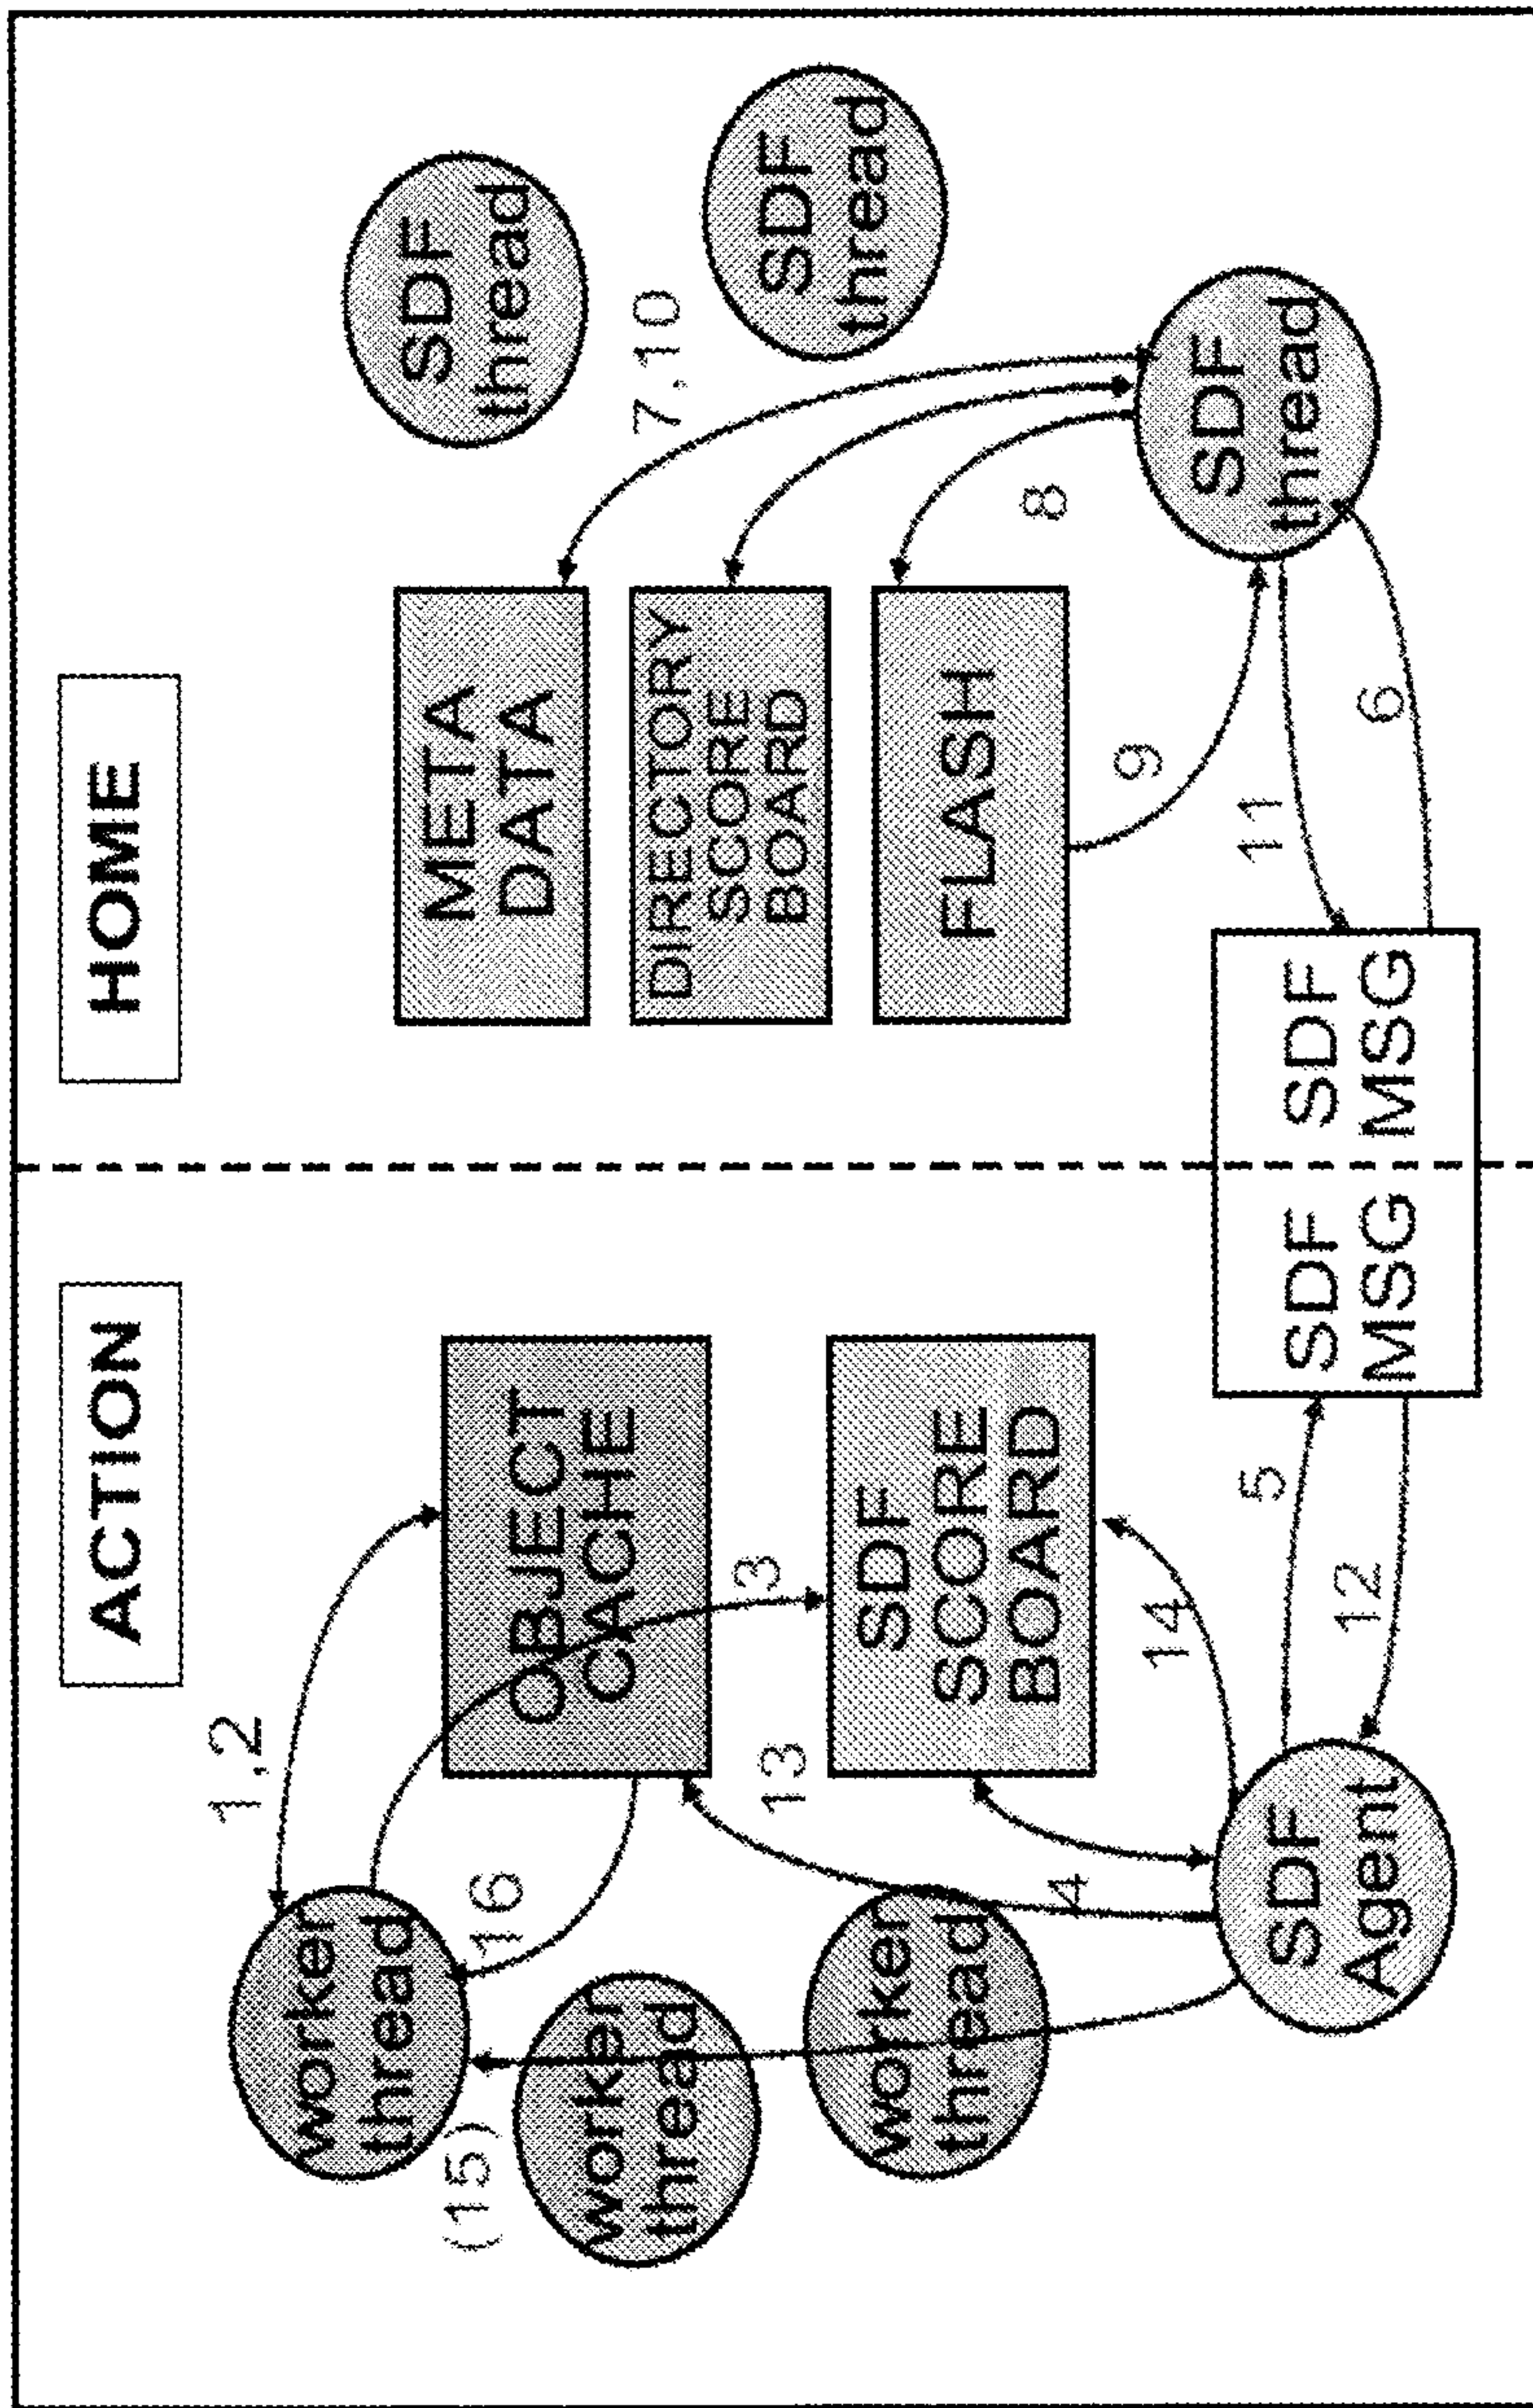 ACTION
HOME
1,2
worker
thread
OBJECT
CACHE
16
(15)
worker
thread
3
13
SDF
SCORE
BOARD
worker
thread
4
14
SDF
Agent
5
12
SDF
MSG
SDF
MSG
META
DATA
SDF
thread
7,10
DIRECTORY
SCORE
BOARD
SDF
thread
FLASH
8
9
SDF
thread
11
6